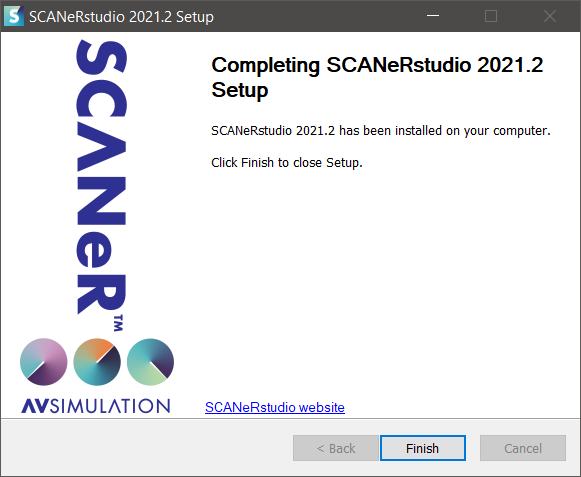 SCANeRstudio 2021.2 Setup
SCANeR™
AVSIMULATION
Completing SCANeRstudio 2021.2
Setup
SCANeRstudio 2021.2 has been installed on your computer.
Click Finish to close Setup.
SCANeRstudio website
< Back
Finish
Cancel